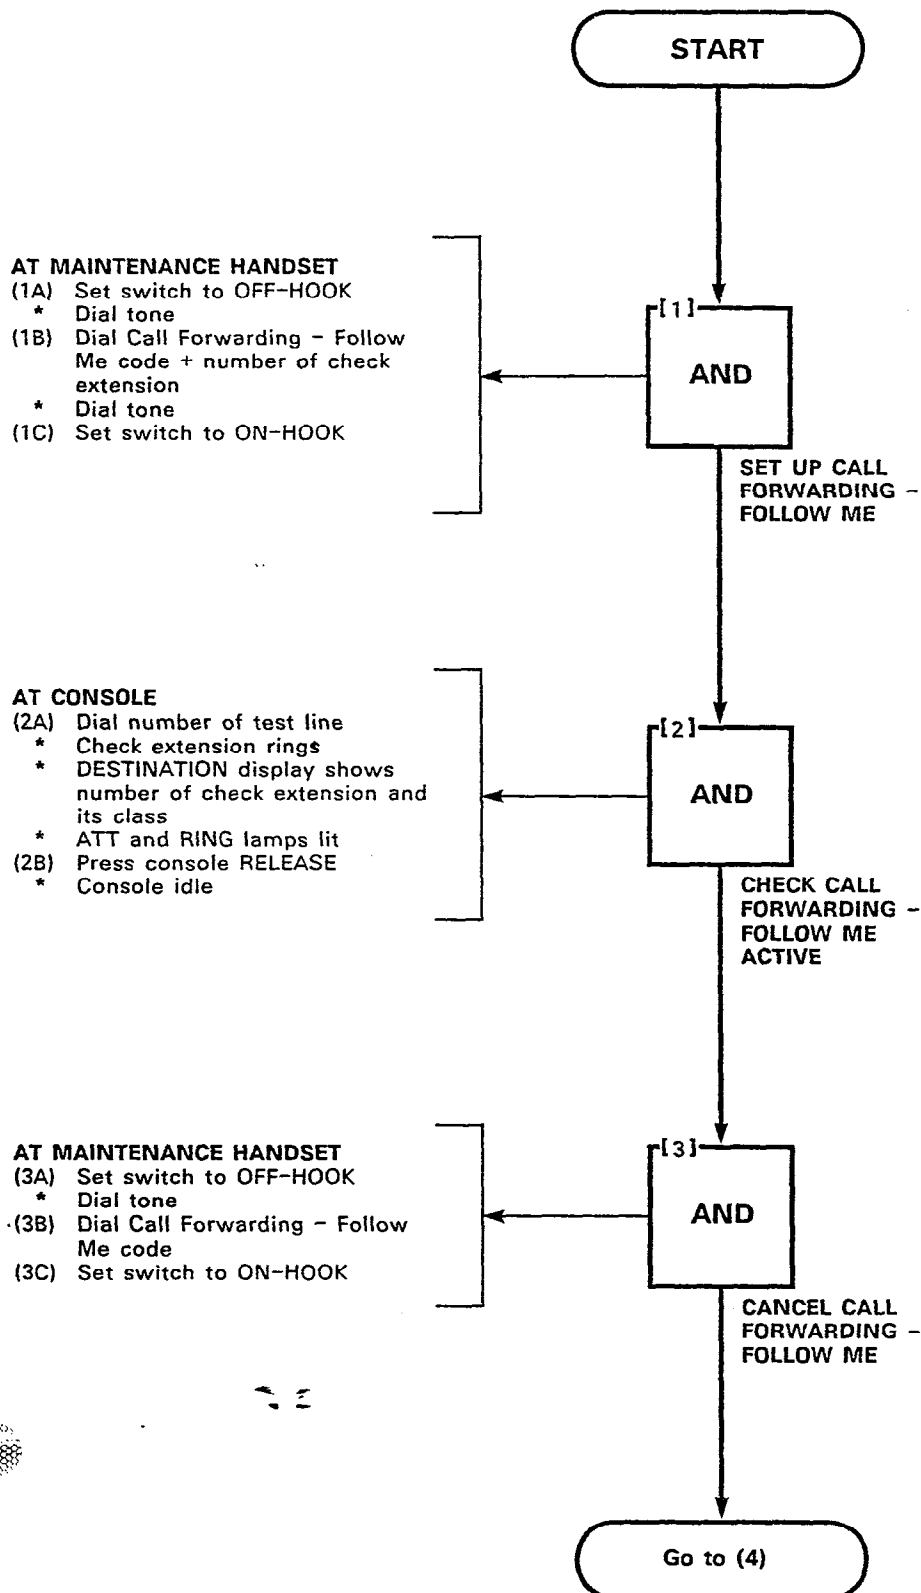 START
AT MAINTENANCE HANDSET
(1A) Set switch to OFF-HOOK
* Dial tone
(1B) Dial Call Forwarding - Follow
Me code + number of check
extension
* Dial tone
(1C) Set switch to ON-HOOK
[1]
AND
SET UP CALL
FORWARDING -
FOLLOW ME
AT CONSOLE
(2A) Dial number of test line
* Check extension rings
* DESTINATION display shows
number of check extension and
its class
* ATT and RING lamps lit
(2B) Press console RELEASE
* Console idle
[2]
AND
CHECK CALL
FORWARDING -
FOLLOW ME
ACTIVE
AT MAINTENANCE HANDSET
(3A) Set switch to OFF-HOOK
* Dial tone
(3B) Dial Call Forwarding - Follow
Me code
(3C) Set switch to ON-HOOK
[3]
AND
CANCEL CALL
FORWARDING -
FOLLOW ME
Go to (4)